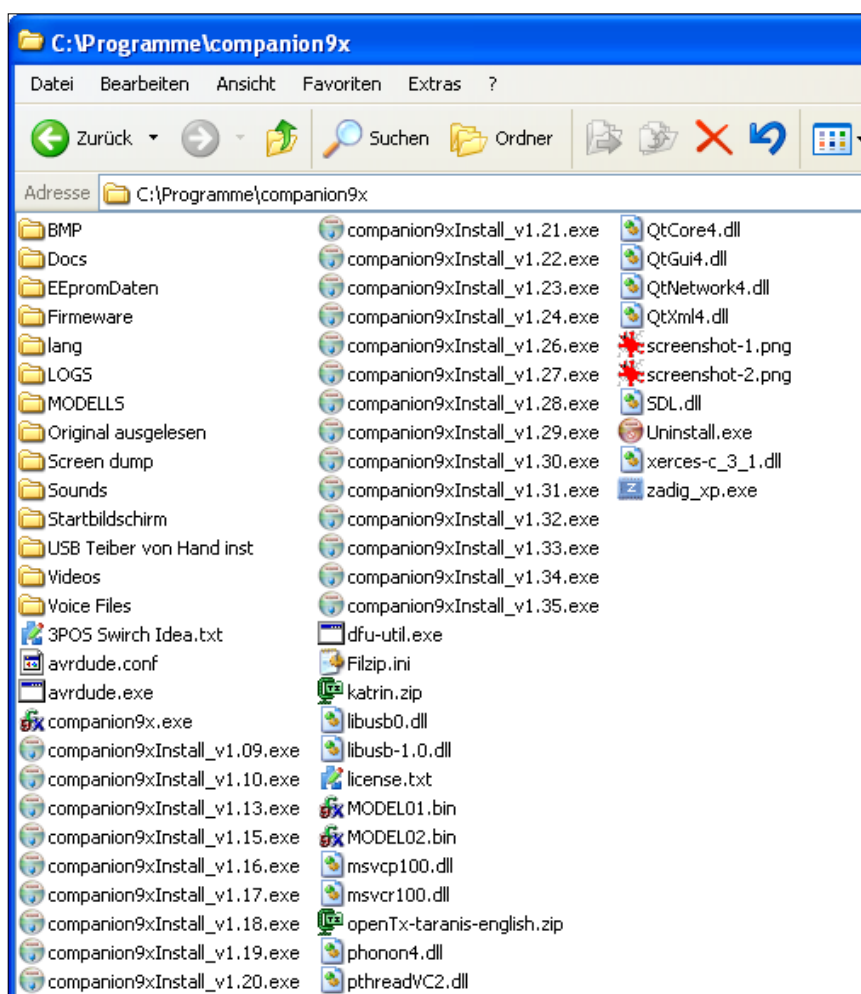 C:\Programme\companion9x
Datei Bearbeiten Ansicht Favoriten Extras ?
Zurück Suchen Ordner
Adresse C:\Programme\companion9x
BMP
Docs
EEpromDaten
Firmeware
lang
LOGS
MODELLS
Original ausgelesen
Screen dump
Sounds
Startbildschirm
USB Teiber von Hand inst
Videos
Voice Files
3POS Swirch Idea.txt
avrdude.conf
avrdude.exe
companion9x.exe
companion9xInstall_v1.09.exe
companion9xInstall_v1.10.exe
companion9xInstall_v1.13.exe
companion9xInstall_v1.15.exe
companion9xInstall_v1.16.exe
companion9xInstall_v1.17.exe
companion9xInstall_v1.18.exe
companion9xInstall_v1.19.exe
companion9xInstall_v1.20.exe
companion9xInstall_v1.21.exe
companion9xInstall_v1.22.exe
companion9xInstall_v1.23.exe
companion9xInstall_v1.24.exe
companion9xInstall_v1.26.exe
companion9xInstall_v1.27.exe
companion9xInstall_v1.28.exe
companion9xInstall_v1.29.exe
companion9xInstall_v1.30.exe
companion9xInstall_v1.31.exe
companion9xInstall_v1.32.exe
companion9xInstall_v1.33.exe
companion9xInstall_v1.34.exe
companion9xInstall_v1.35.exe
dfu-util.exe
Filzip.ini
katrin.zip
libusb0.dll
libusb-1.0.dll
license.txt
MODEL01.bin
MODEL02.bin
msvcp100.dll
msvcr100.dll
openTx-taranis-english.zip
phonon4.dll
pthreadVC2.dll
QtCore4.dll
QtGui4.dll
QtNetwork4.dll
QtXml4.dll
screenshot-1.png
screenshot-2.png
SDL.dll
Uninstall.exe
xerces-c_3_1.dll
zadig_xp.exe